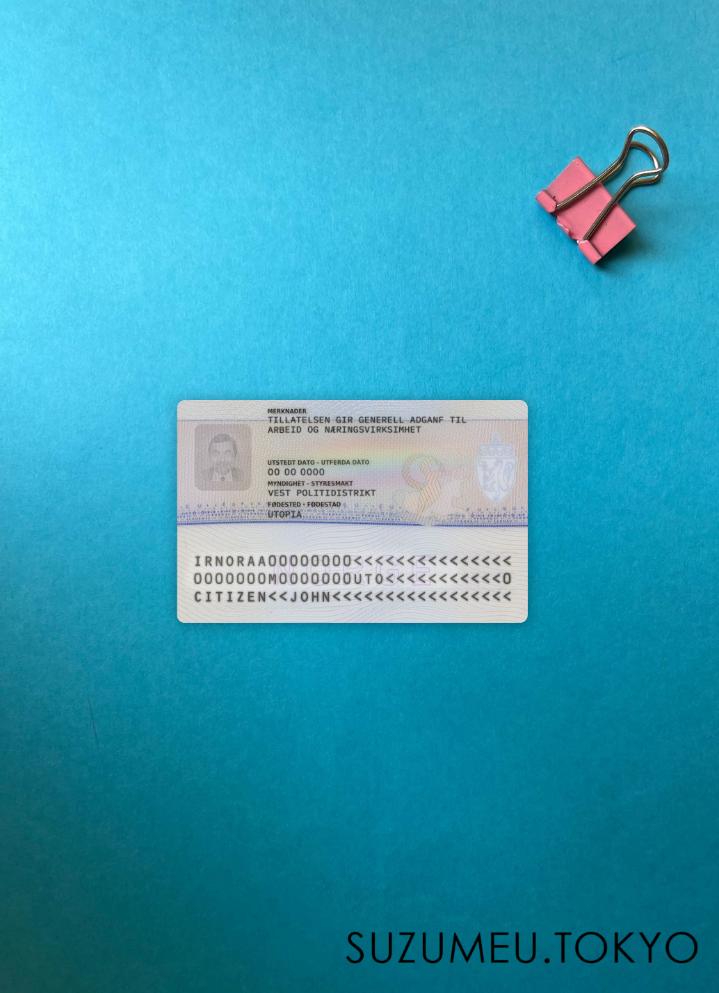 MERKNADER
TILLATELSEN GIR GENERELL ADGANF TIL
ARBEID OG NÆRINGSVIRKSIMHET
UTSTEDT DATO - UTFERDA DATO
00 00 0000
MYNDIGHET - STYRESMAKT
VEST POLITIDISTRIKT
FØDESTED - FØDESTAD
UTOPIA
IRNORAA00000000<<<<<<<<<<<<<<<
0000000M0000000UTO<<<<<<<<<<<0
CITIZEN<<JOHN<<<<<<<<<<<<<<<<<
SUZUMEU.TOKYO